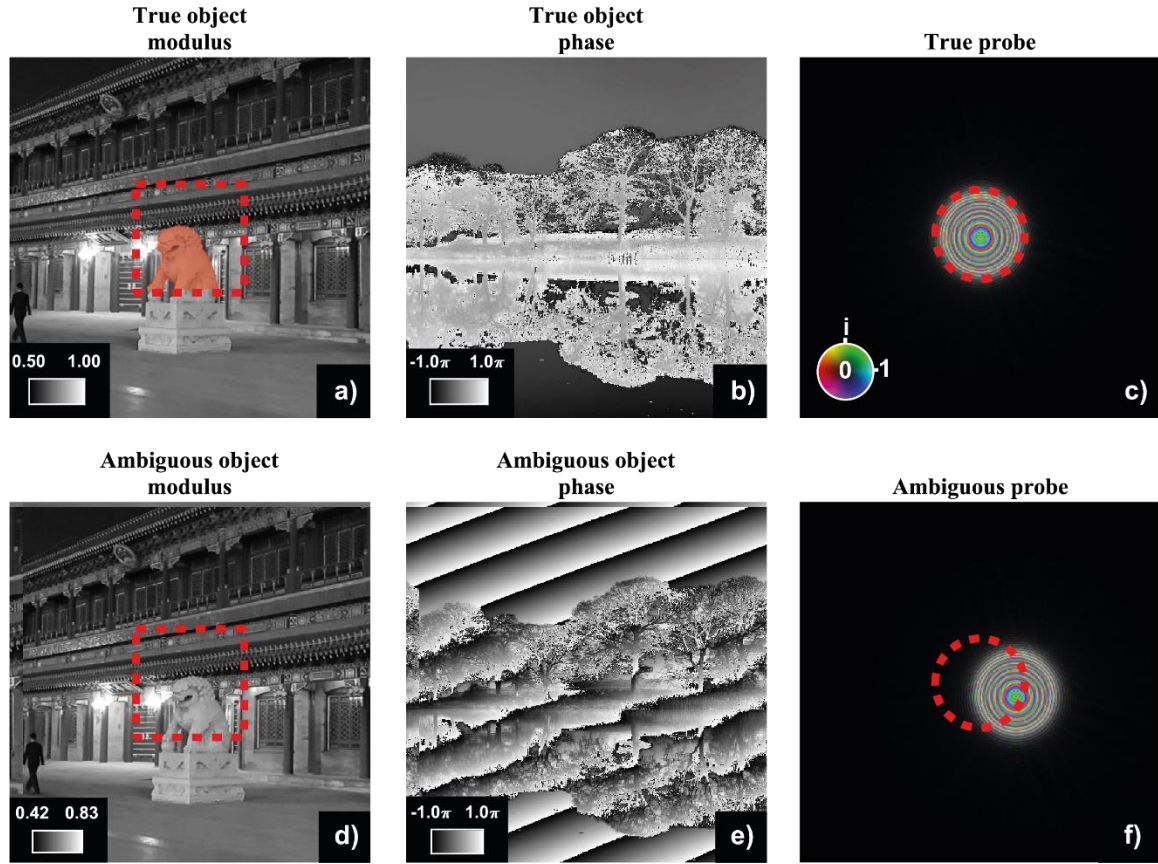 True object
modulus
True object
phase
True probe
0.50 1.00
a)
-1.0π 1.0π
b)
i
0
-1
c)
Ambiguous object
modulus
Ambiguous object
phase
Ambiguous probe
0.42 0.83
d)
-1.0π 1.0π
e)
f)